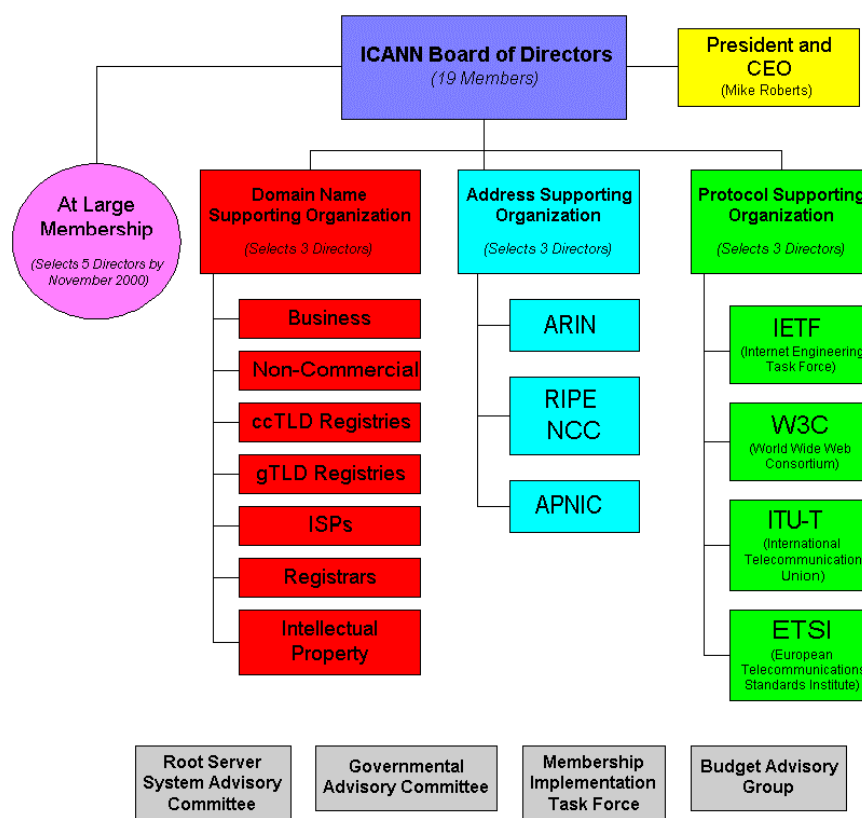 ICANN Board of Directors
(19 Members)
President and
CEO
(Mike Roberts)
At Large
Membership
(Selects 5 Directors by
November 2000)
Domain Name
Supporting Organization
(Selects 3 Directors)
Address Supporting
Organization
(Selects 3 Directors)
Protocol Supporting
Organization
(Selects 3 Directors)
Business
Non-Commercial
ccTLD Registries
gTLD Registries
ISPs
Registrars
Intellectual
Property
ARIN
RIPE
NCC
APNIC
IETF
(Internet Engineering
Task Force)
W3C
(World Wide Web
Consortium)
ITU-T
(International
Telecommunication
Union)
ETSI
(European
Telecommunications
Standards Institute)
Root Server
System Advisory
Committee
Governmental
Advisory Committee
Membership
Implementation
Task Force
Budget Advisory
Group